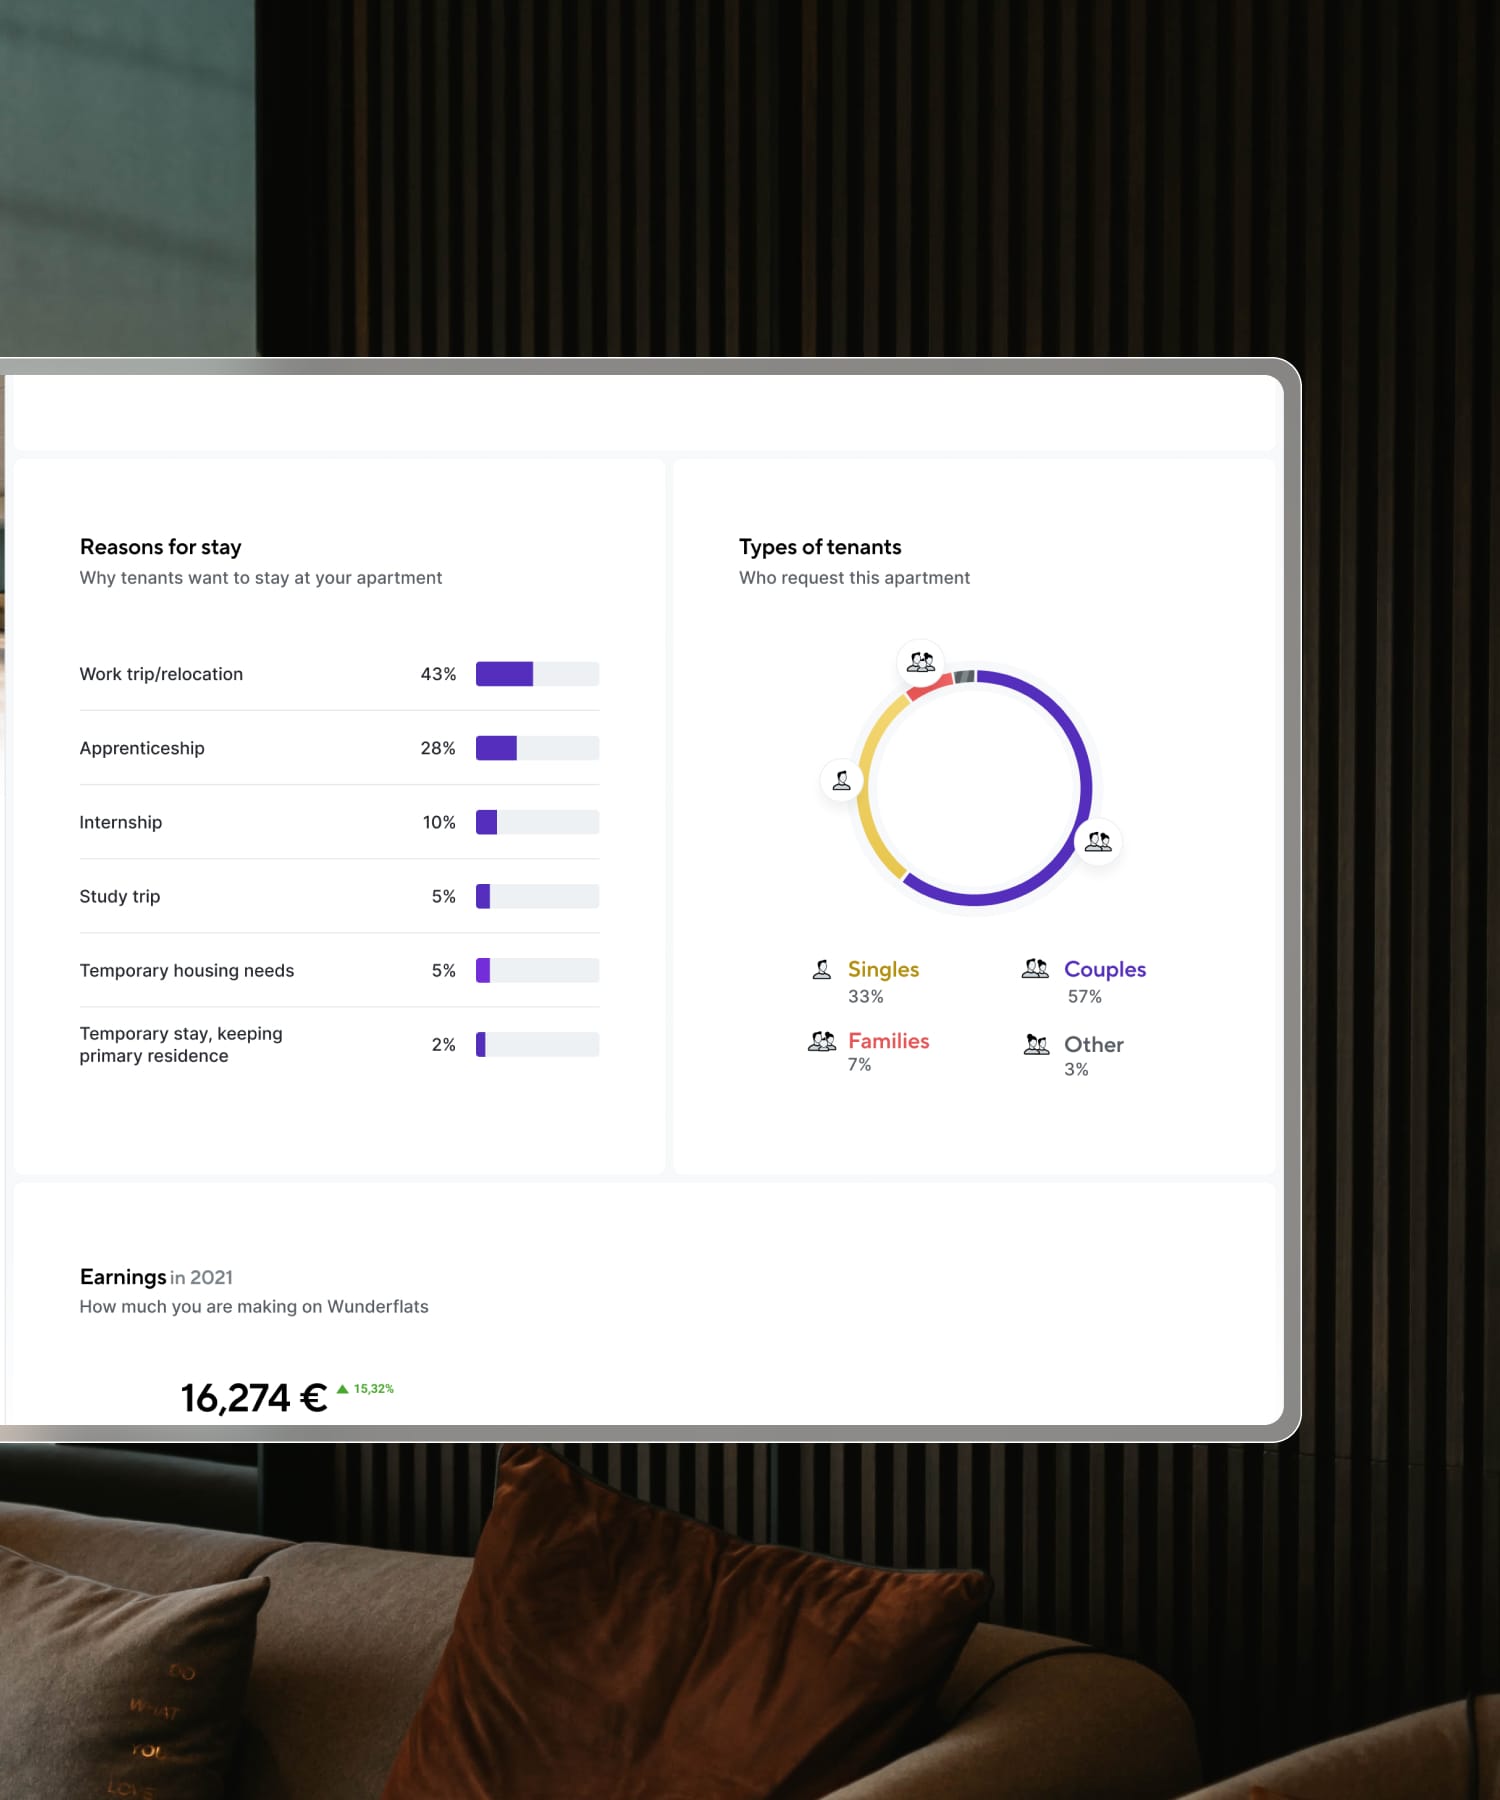 Reasons for stay
Why tenants want to stay at your apartment
Work trip/relocation 43%
Apprenticeship 28%
Internship 10%
Study trip 5%
Temporary housing needs 5%
Temporary stay, keeping
primary residence 2%
Types of tenants
Who request this apartment
Singles
33%
Couples
57%
Families
7%
Other
3%
Earnings in 2021
How much you are making on Wunderflats
16,274 € ▲ 15,32%
DO
WHAT
YOU
LOVE